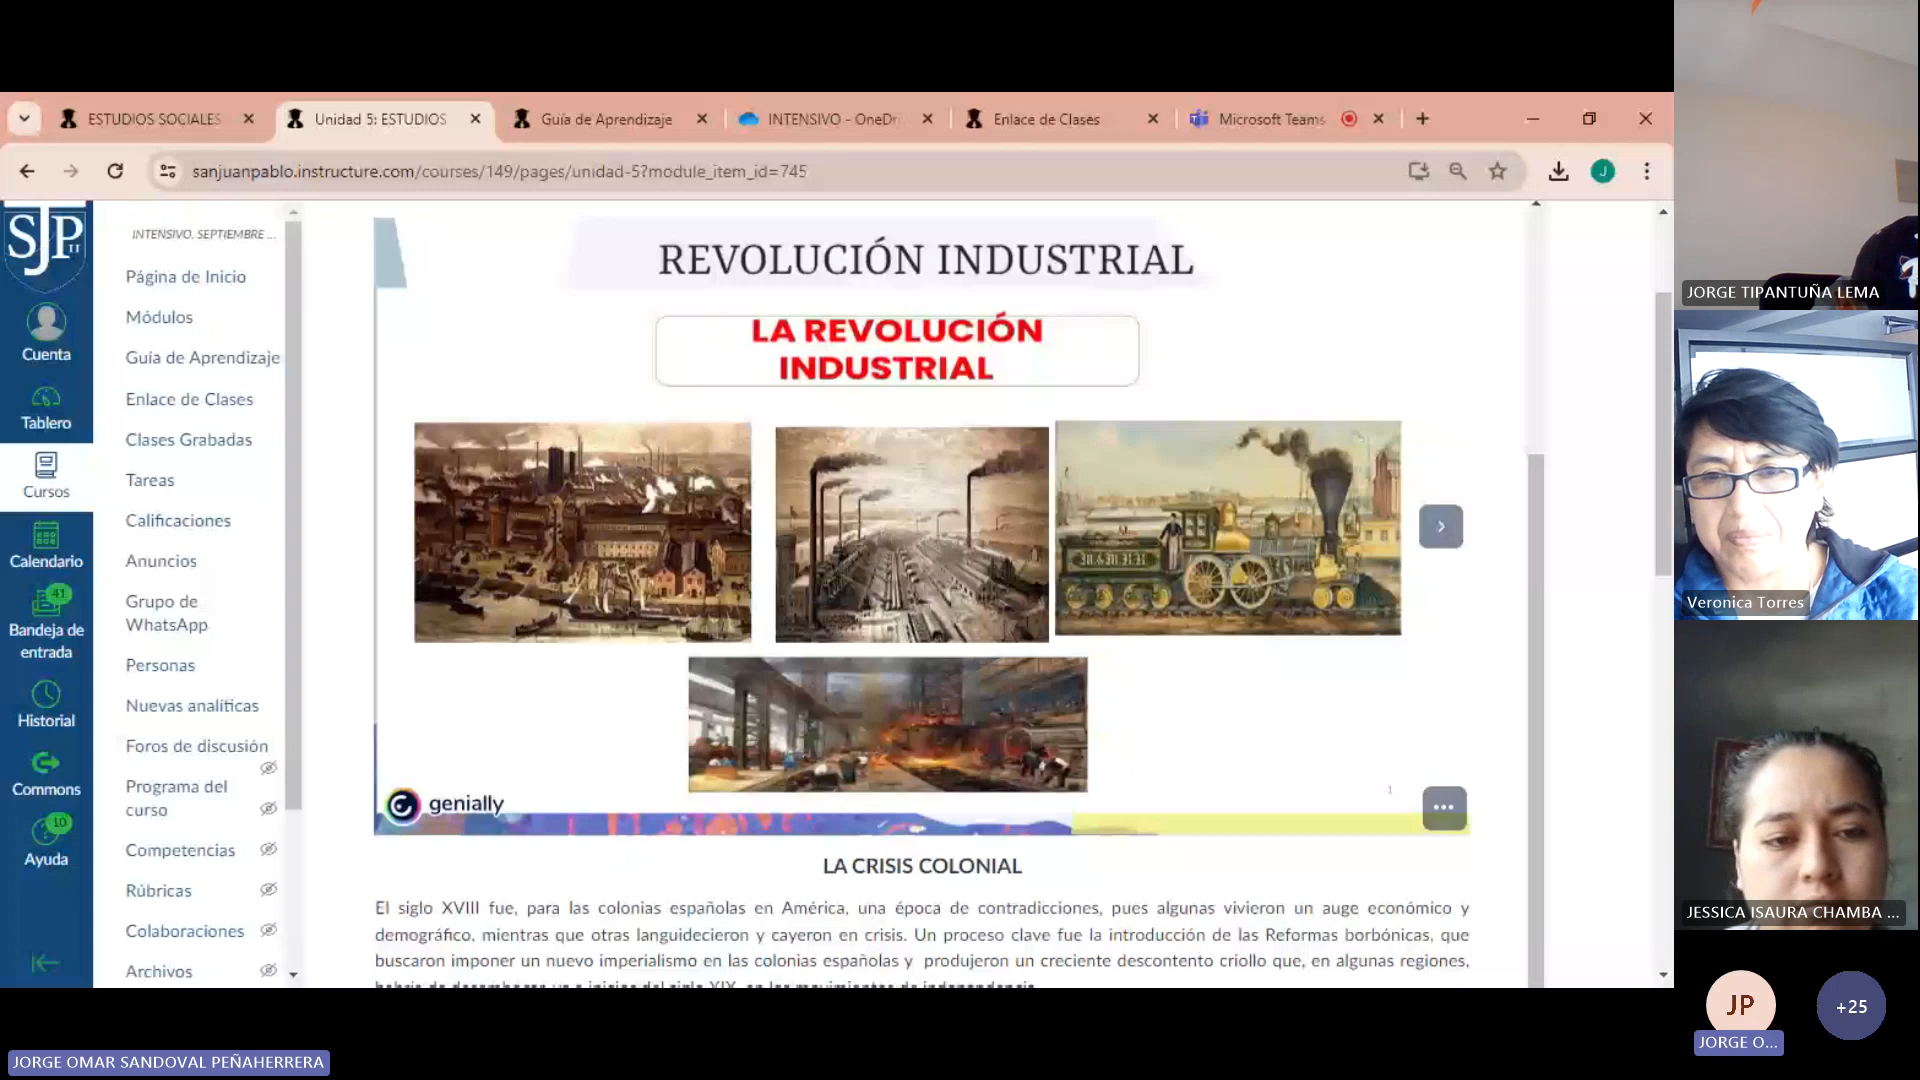 ESTUDIOS SOCIALES
Unidad 5: ESTUDIOS
Guía de Aprendizaje
INTENSIVO - OneDri
Enlace de Clases
Microsoft Teams
sanjuanpablo.instructure.com/courses/149/pages/unidad-5?module_item_id=745
J
SJP
II
Cuenta
Tablero
Cursos
Calendario
41
Bandeja de
entrada
Historial
Commons
10
Ayuda
INTENSIVO. SEPTIEMBRE ...
Página de Inicio
Módulos
Guía de Aprendizaje
Enlace de Clases
Clases Grabadas
Tareas
Calificaciones
Anuncios
Grupo de
WhatsApp
Personas
Nuevas analíticas
Foros de discusión
Programa del
curso
Competencias
Rúbricas
Colaboraciones
Archivos
REVOLUCIÓN INDUSTRIAL
LA REVOLUCIÓN
INDUSTRIAL
genially
1
LA CRISIS COLONIAL
El siglo XVIII fue, para las colonias españolas en América, una época de contradicciones, pues algunas vivieron un auge económico y
demográfico, mientras que otras languidecieron y cayeron en crisis. Un proceso clave fue la introducción de las Reformas borbónicas, que
buscaron imponer un nuevo imperialismo en las colonias españolas y produjeron un creciente descontento criollo que, en algunas regiones,
JORGE TIPANTUÑA LEMA
Veronica Torres
JESSICA ISAURA CHAMBA ...
JP
JORGE O...
+25
JORGE OMAR SANDOVAL PEÑAHERRERA